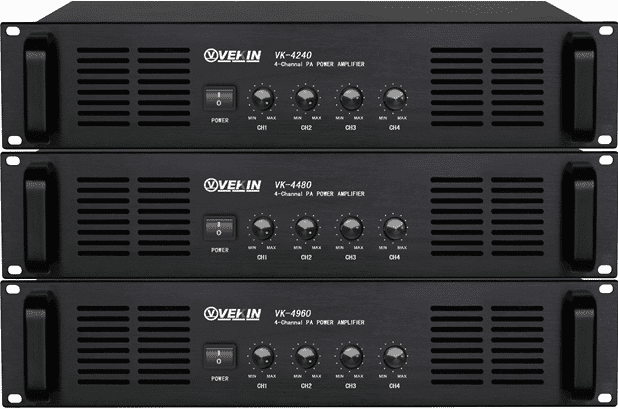 VEKIN VK-4240
4-Channel PA POWER AMPLIFIER
I
O
POWER MIN MAX MIN MAX MIN MAX MIN MAX
CH1 CH2 CH3 CH4
VEKIN VK-4480
4-Channel PA POWER AMPLIFIER
I
O
POWER MIN MAX MIN MAX MIN MAX MIN MAX
CH1 CH2 CH3 CH4
VEKIN VK-4960
4-Channel PA POWER AMPLIFIER
I
O
POWER MIN MAX MIN MAX MIN MAX MIN MAX
CH1 CH2 CH3 CH4